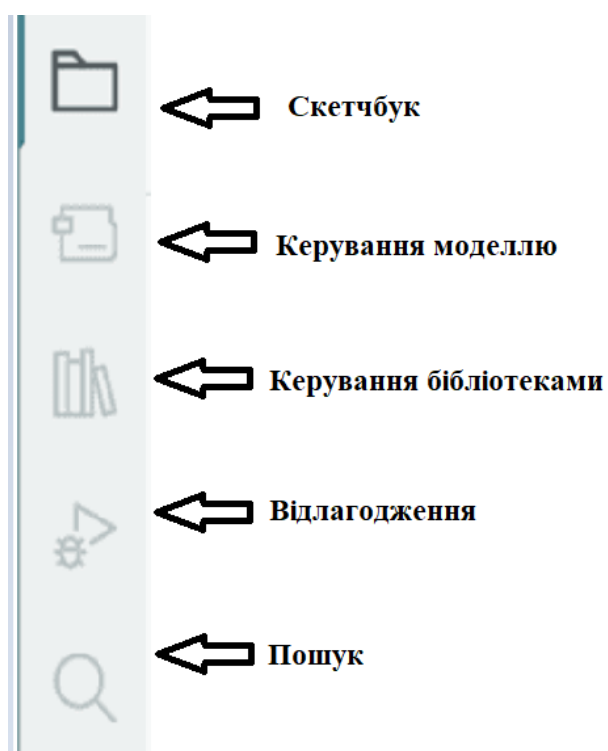 Скетчбук
Керування моделлю
Керування бібліотеками
Відлагодження
Пошук